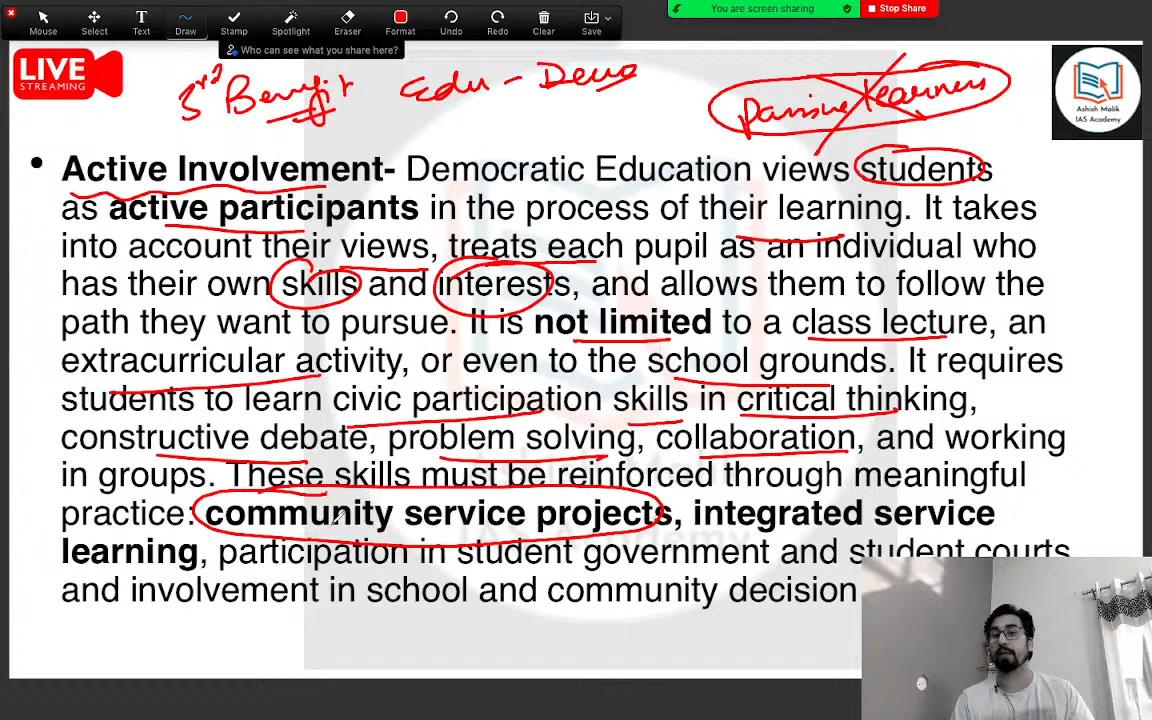 Mouse Select Text Draw Stamp Spotlight Eraser Format Undo Redo Clear Save
You are screen sharing Stop Share
Who can see what you share here?
LIVE
STREAMING
3rd Benefit Edu - Demo
Passive learners
Ashish Malik
IAS Academy
• Active Involvement- Democratic Education views students
as active participants in the process of their learning. It takes
into account their views, treats each pupil as an individual who
has their own skills and interests, and allows them to follow the
path they want to pursue. It is not limited to a class lecture, an
extracurricular activity, or even to the school grounds. It requires
students to learn civic participation skills in critical thinking,
constructive debate, problem solving, collaboration, and working
in groups. These skills must be reinforced through meaningful
practice: community service projects, integrated service
learning, participation in student government and student courts
and involvement in school and community decision